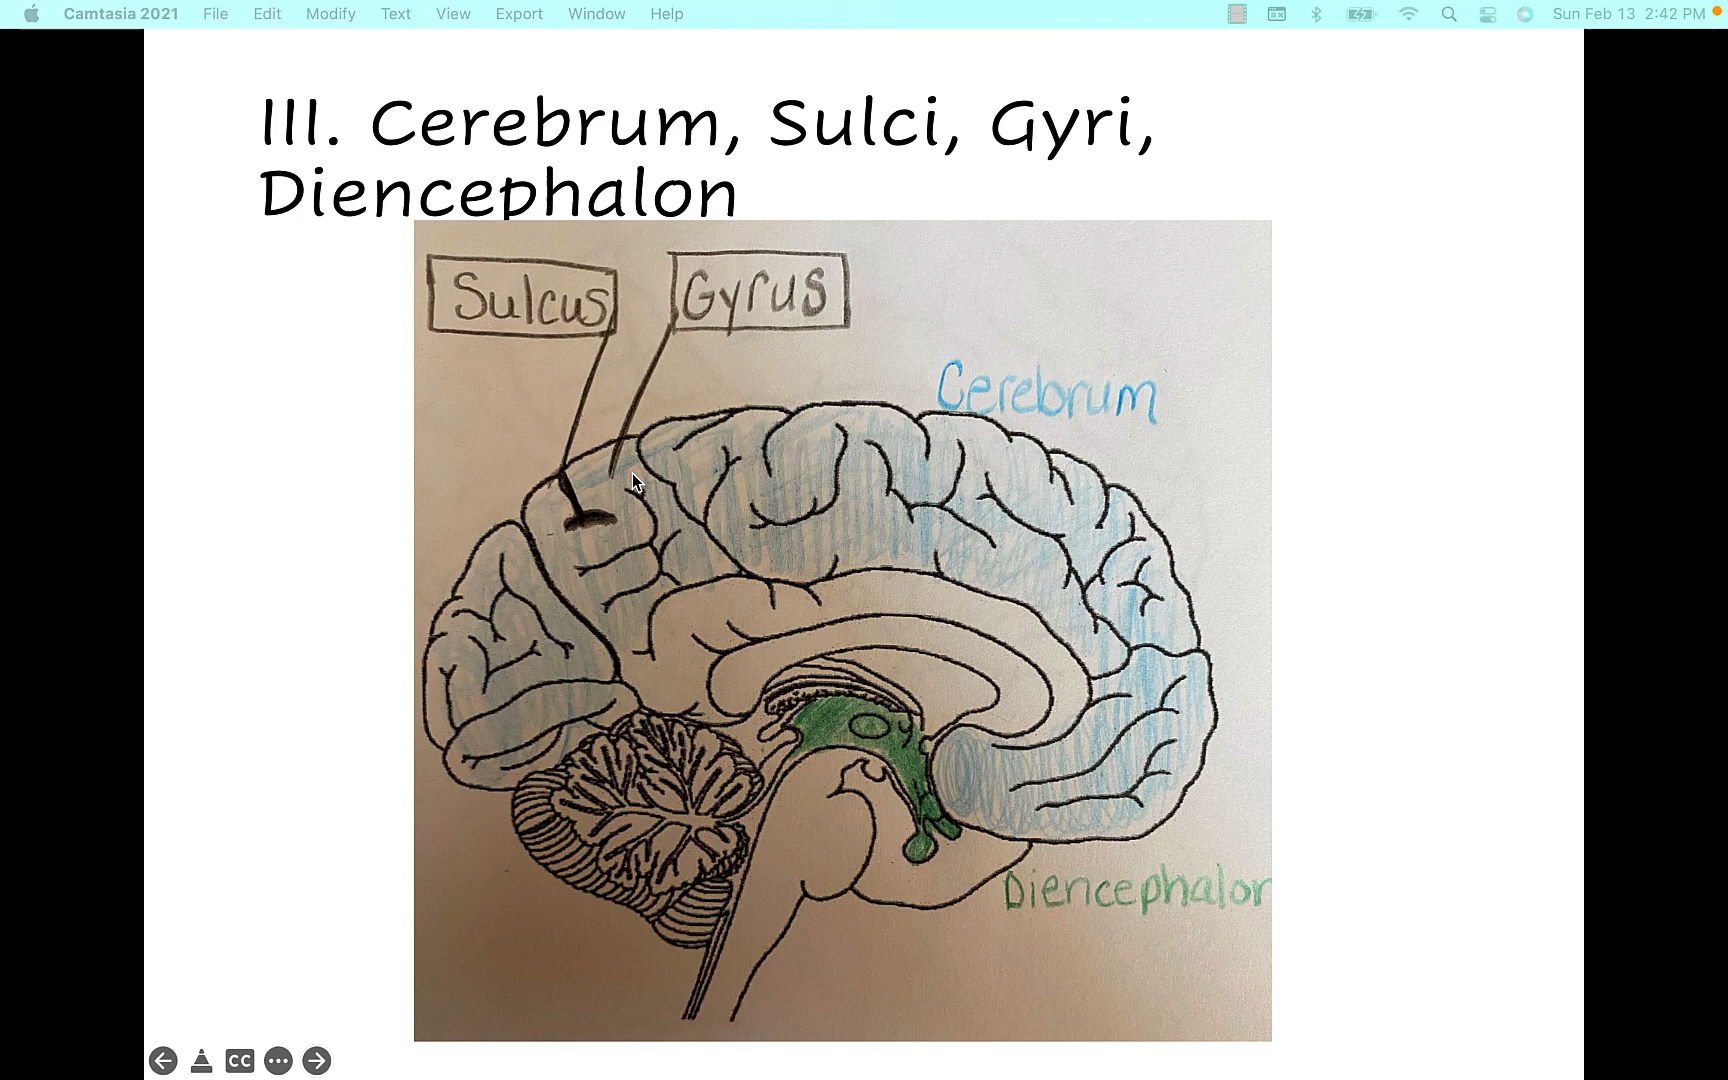 Camtasia 2021 File Edit Modify Text View Export Window Help Sun Feb 13 2:42 PM
III. Cerebrum, Sulci, Gyri,
Diencephalon
Sulcus Gyrus
Cerebrum
Diencephalon
CC